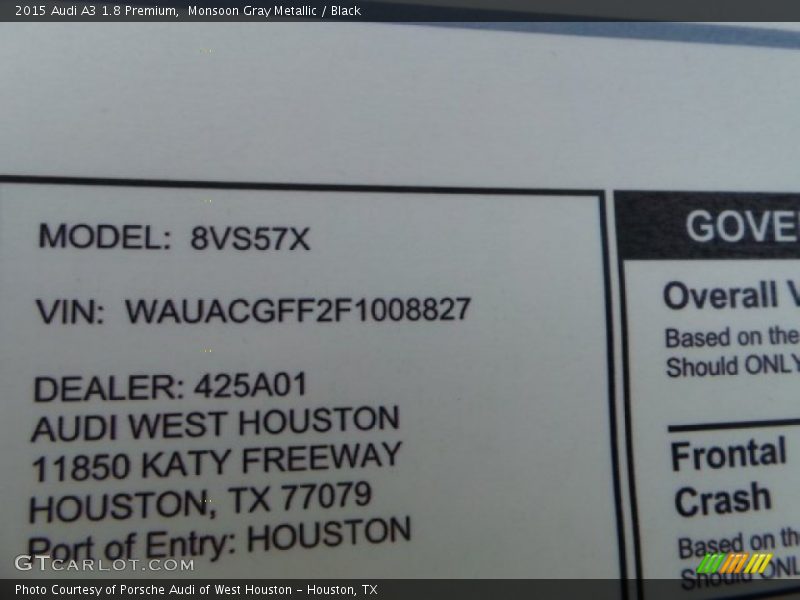 2015 Audi A3 1.8 Premium, Monsoon Gray Metallic / Black
MODEL: 8VS57X
VIN: WAUACGFF2F1008827
DEALER: 425A01
AUDI WEST HOUSTON
11850 KATY FREEWAY
HOUSTON, TX 77079
Port of Entry: HOUSTON
Overall
Based on the
Should ONLY
Frontal
Crash
Based on the
Should ONL
GTCARLOT.COM
Photo Courtesy of Porsche Audi of West Houston – Houston, TX